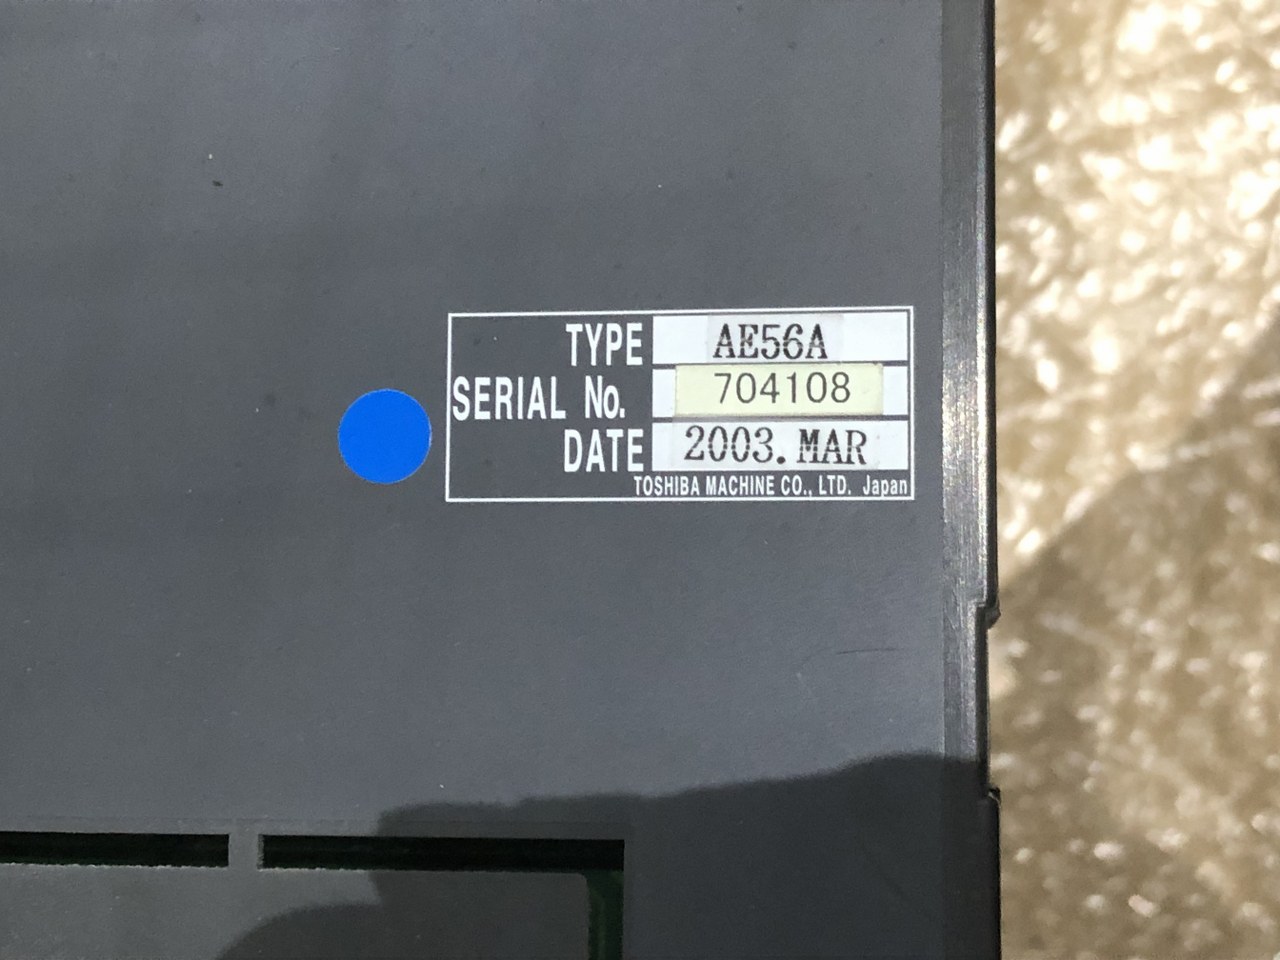 TYPE AE56A
SERIAL No. 704108
DATE 2003. MAR
TOSHIBA MACHINE CO., LTD. Japan